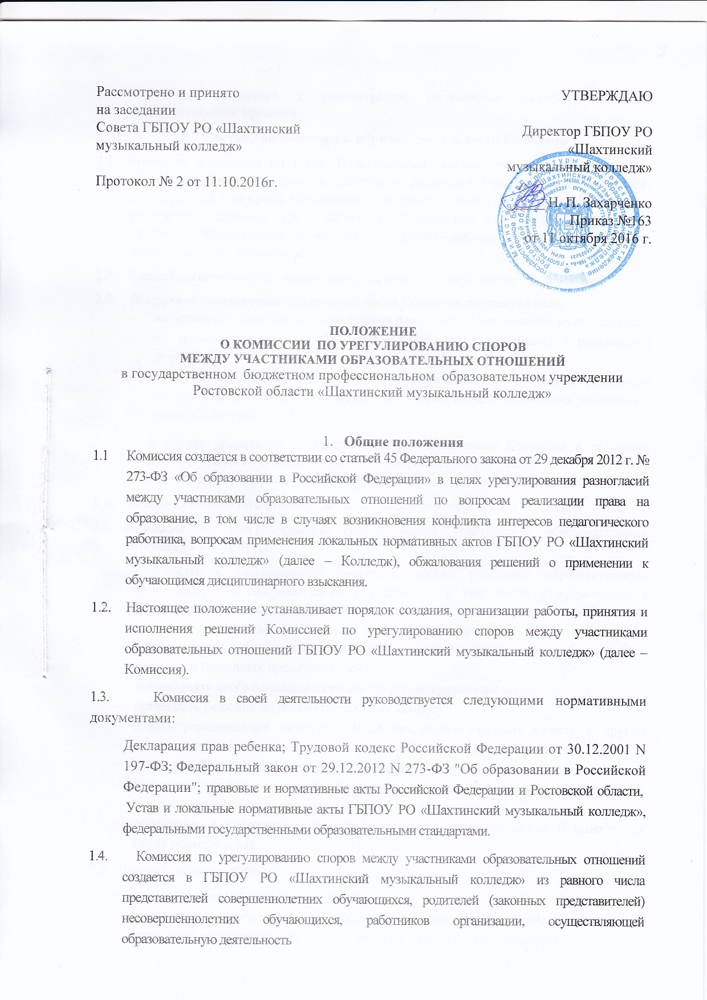 Рассмотрено и принято
на заседании
Совета ГБПОУ РО «Шахтинский
музыкальный колледж»
Протокол № 2 от 11.10.2016г.
УТВЕРЖДАЮ
Директор ГБПОУ РО
«Шахтинский
музыкальный колледж»
Н. П. Захарченко
Приказ №163
от 11 октября 2016 г.
ПОЛОЖЕНИЕ
О КОМИССИИ ПО УРЕГУЛИРОВАНИЮ СПОРОВ
МЕЖДУ УЧАСТНИКАМИ ОБРАЗОВАТЕЛЬНЫХ ОТНОШЕНИЙ
в государственном бюджетном профессиональном образовательном учреждении
Ростовской области «Шахтинский музыкальный колледж»
1. Общие положения
1.1 Комиссия создается в соответствии со статьей 45 Федерального закона от 29 декабря 2012 г. №
273-ФЗ «Об образовании в Российской Федерации» в целях урегулирования разногласий
между участниками образовательных отношений по вопросам реализации права на
образование, в том числе в случаях возникновения конфликта интересов педагогического
работника, вопросам применения локальных нормативных актов ГБПОУ РО «Шахтинский
музыкальный колледж» (далее – Колледж), обжалования решений о применении к
обучающимся дисциплинарного взыскания.
1.2. Настоящее положение устанавливает порядок создания, организации работы, принятия и
исполнения решений Комиссией по урегулированию споров между участниками
образовательных отношений ГБПОУ РО «Шахтинский музыкальный колледж» (далее –
Комиссия).
1.3. Комиссия в своей деятельности руководствуется следующими нормативными
документами:
Декларация прав ребенка; Трудовой кодекс Российской Федерации от 30.12.2001 N
197-ФЗ; Федеральный закон от 29.12.2012 N 273-ФЗ "Об образовании в Российской
Федерации"; правовые и нормативные акты Российской Федерации и Ростовской области,
Устав и локальные нормативные акты ГБПОУ РО «Шахтинский музыкальный колледж»,
федеральными государственными образовательными стандартами.
1.4. Комиссия по урегулированию споров между участниками образовательных отношений
создается в ГБПОУ РО «Шахтинский музыкальный колледж» из равного числа
представителей совершеннолетних обучающихся, родителей (законных представителей)
несовершеннолетних обучающихся, работников организации, осуществляющей
образовательную деятельность